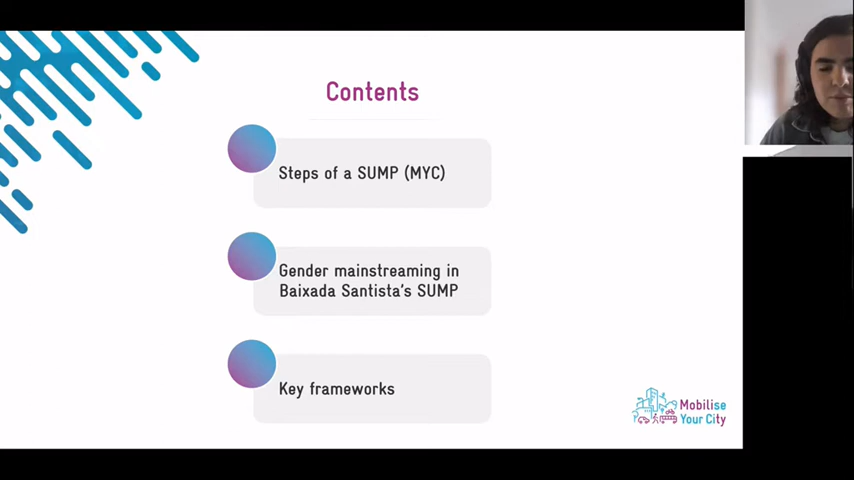 Contents
Steps of a SUMP (MYC)
Gender mainstreaming in
Baixada Santista's SUMP
Key frameworks
Mobilise
Your City